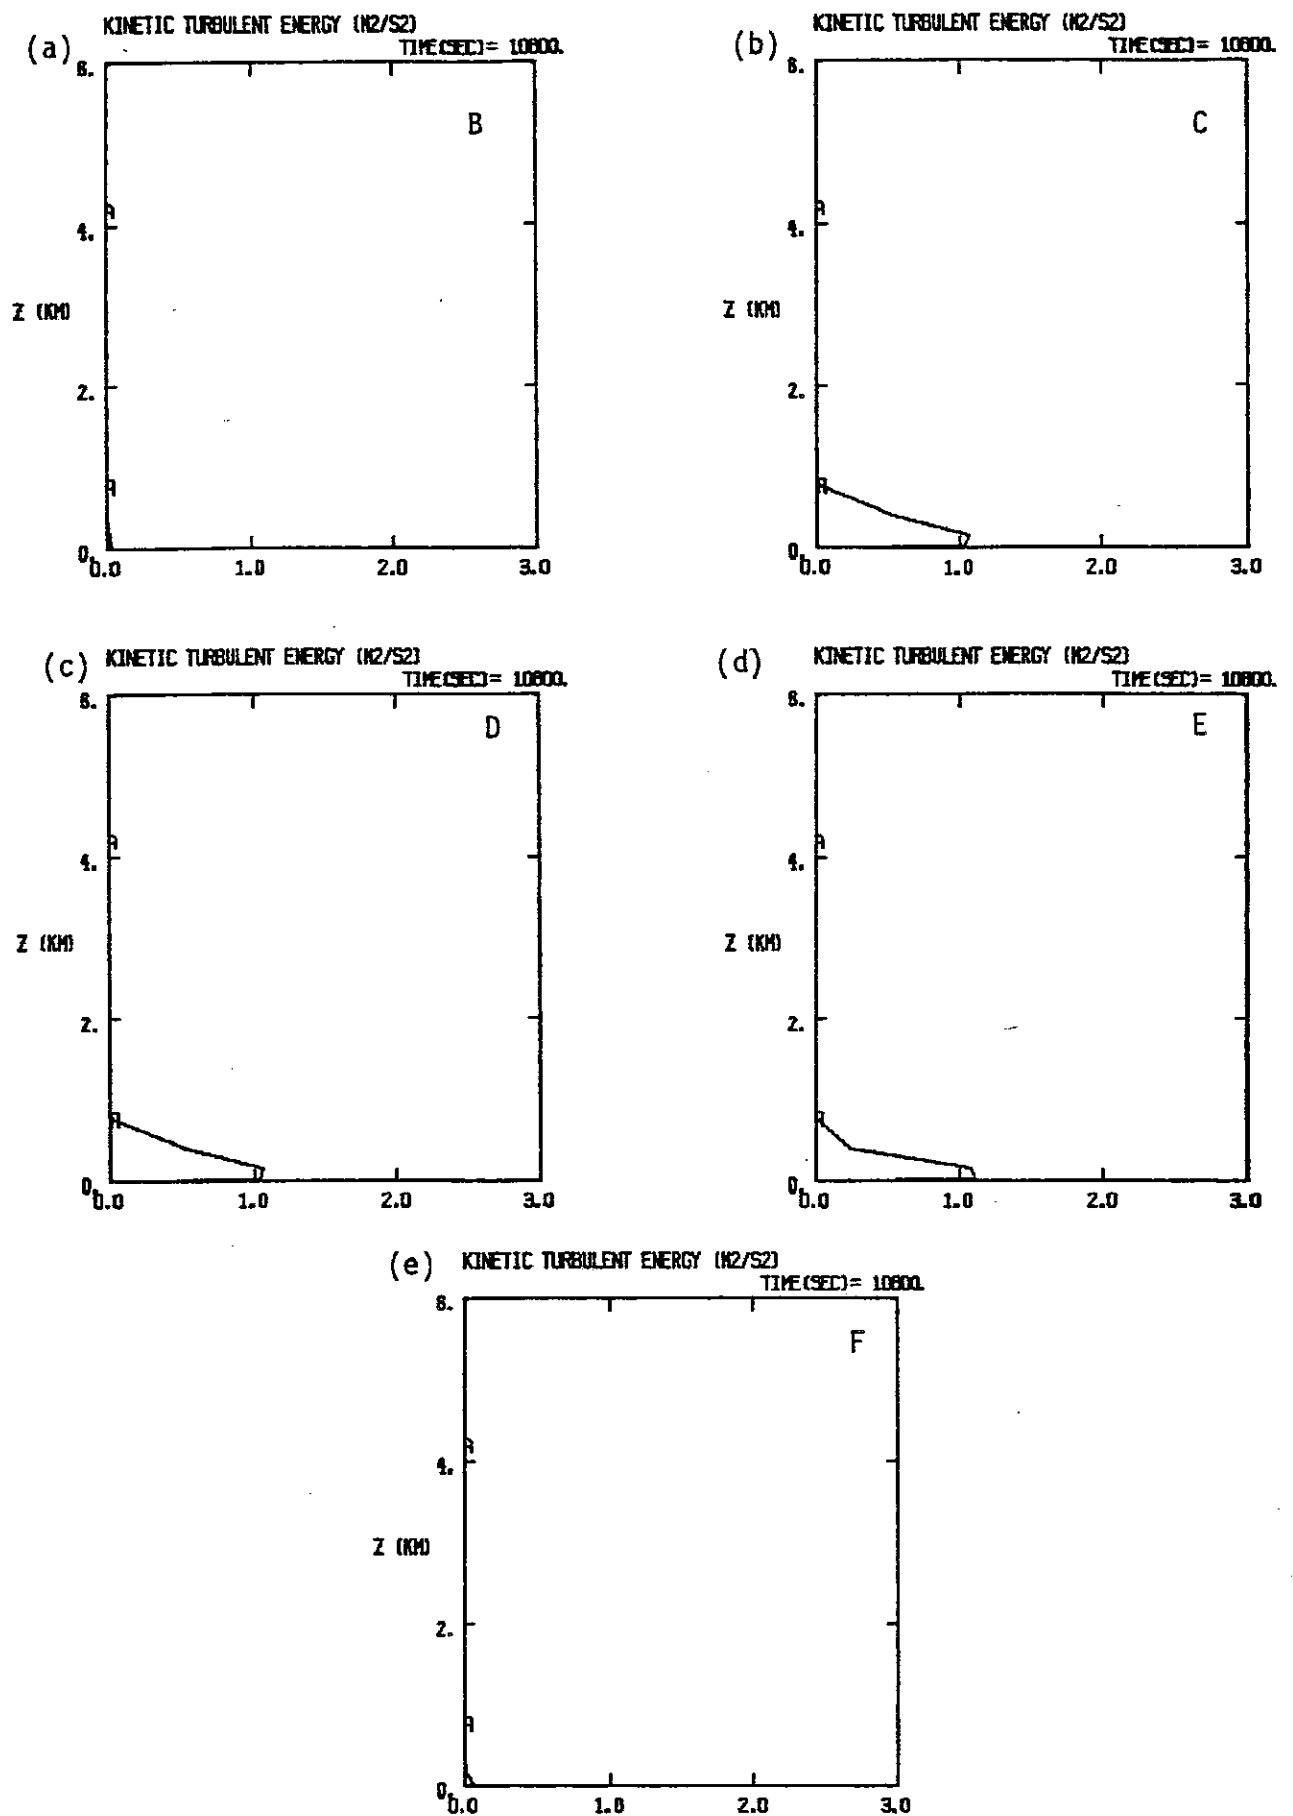 (a) KINETIC TURBULENT ENERGY (M2/S2)
TIME(SEC)= 10800.
6.
B
A
4.
Z (KM)
2.
A
0.
0.0 1.0 2.0 3.0
(b) KINETIC TURBULENT ENERGY (M2/S2)
TIME(SEC)= 10800.
6.
C
A
4.
Z (KM)
2.
A
0.
0.0 1.0 2.0 3.0
(c) KINETIC TURBULENT ENERGY (M2/S2)
TIME(SEC)= 10800.
6.
D
A
4.
Z (KM)
2.
A
0.
0.0 1.0 2.0 3.0
(d) KINETIC TURBULENT ENERGY (M2/S2)
TIME(SEC)= 10800.
6.
E
A
4.
Z (KM)
2.
A
0.
0.0 1.0 2.0 3.0
(e) KINETIC TURBULENT ENERGY (M2/S2)
TIME(SEC)= 10800.
6.
F
A
4.
Z (KM)
2.
A
0.
0.0 1.0 2.0 3.0